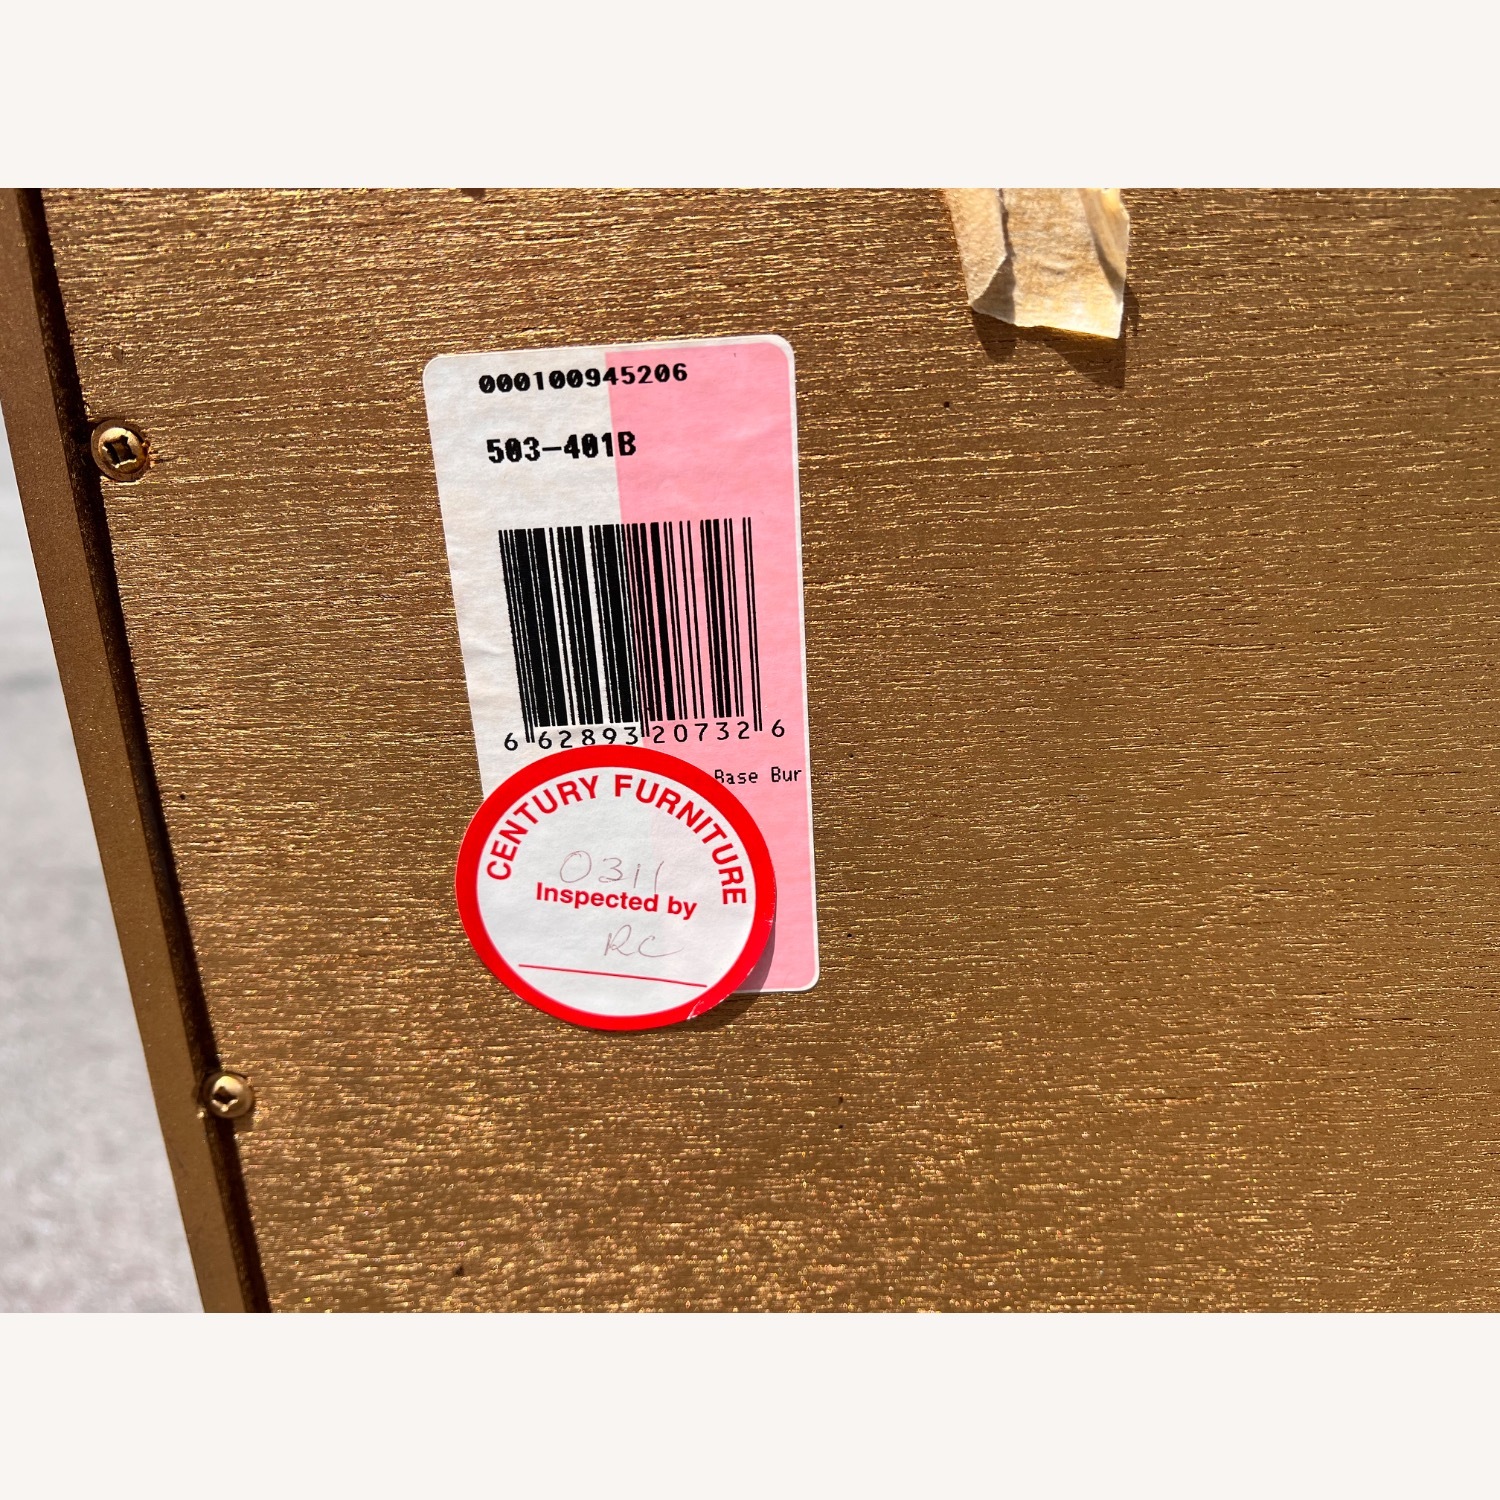 000100945206
503-401B
6 62893 20732 6
Base Bur
CENTURY FURNITURE
0311
Inspected by
RC